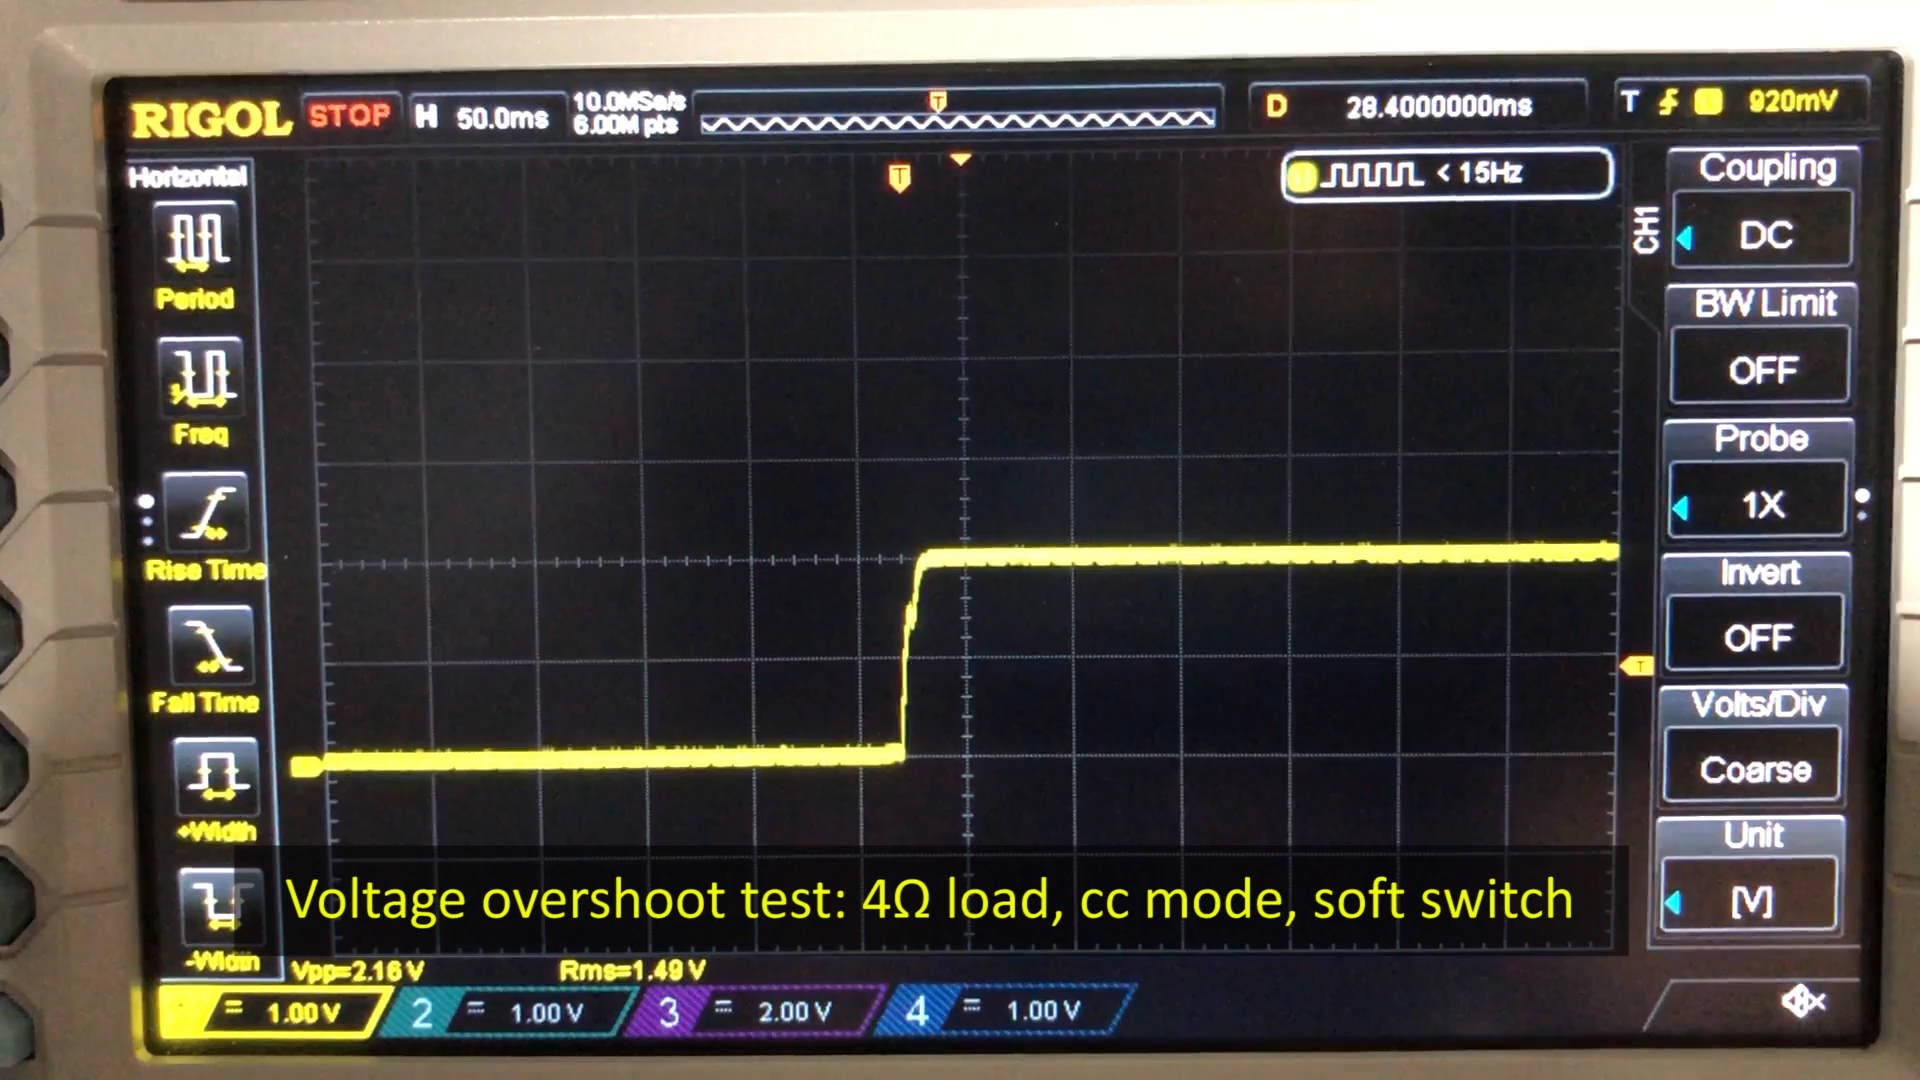 RIGOL STOP H 50.0ms 10.0MSa/s 6.00M pts T D 28.4000000ms T 1 920mV
Horizontal T 1 < 15Hz
Period
Freq
Rise Time
Fall Time
+Width
-Width
CH1
Coupling
DC
BW Limit
OFF
Probe
1X
Invert
OFF
T
Volts/Div
Coarse
Unit
[V]
Voltage overshoot test: 4Ω load, cc mode, soft switch
Vpp=2.16 V Rms=1.49 V
= 1.00 V 2 = 1.00 V 3 = 2.00 V 4 = 1.00 V